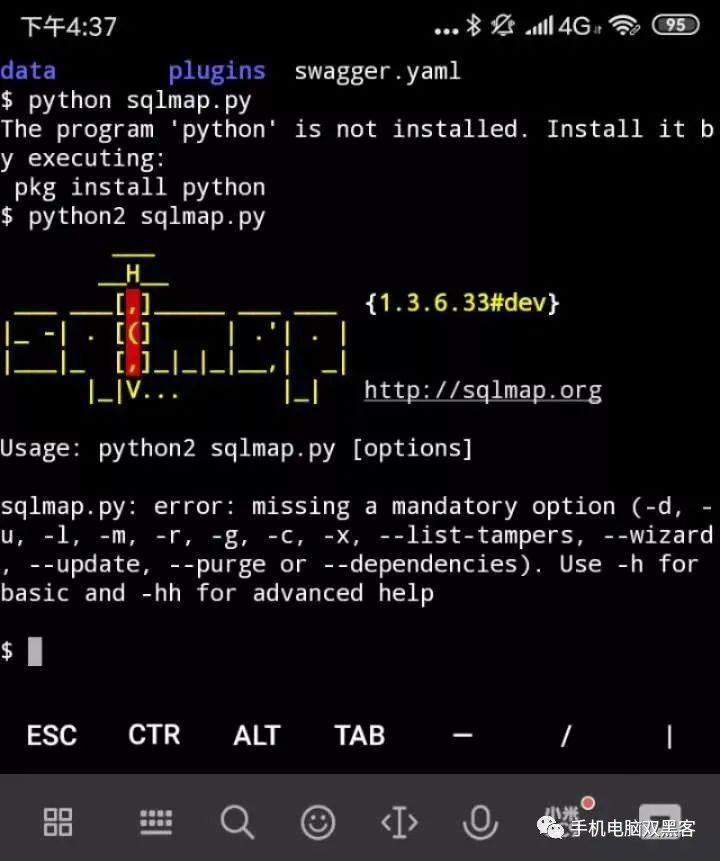 下午4:37 ... 4G 95
data plugins swagger.yaml
$ python sqlmap.py
The program 'python' is not installed. Install it b
y executing:
 pkg install python
$ python2 sqlmap.py
        ___
       __H__
 ___ ___[,]_____ ___ ___  {1.3.6.33#dev}
|_ -| . [(]     | .'| . |
|___|_  [,]_|_|_|__,|  _|
      |_|V...       |_|   http://sqlmap.org
Usage: python2 sqlmap.py [options]
sqlmap.py: error: missing a mandatory option (-d, -
u, -l, -m, -r, -g, -c, -x, --list-tampers, --wizard
, --update, --purge or --dependencies). Use -h for
basic and -hh for advanced help
$
ESC CTR ALT TAB — / |
手机电脑双黑客